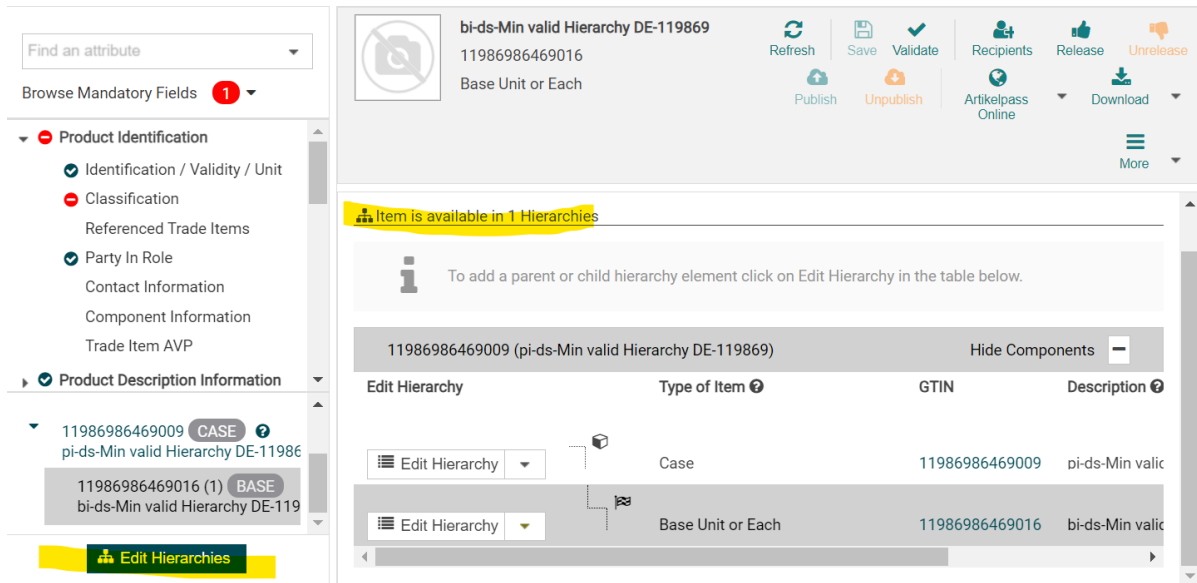 Find an attribute
Browse Mandatory Fields 1
Product Identification
Identification / Validity / Unit
Classification
Referenced Trade Items
Party In Role
Contact Information
Component Information
Trade Item AVP
Product Description Information
11986986469009 CASE
pi-ds-Min valid Hierarchy DE-11986
11986986469016 (1) BASE
bi-ds-Min valid Hierarchy DE-119
Edit Hierarchies
bi-ds-Min valid Hierarchy DE-119869
11986986469016
Base Unit or Each
Refresh Save Validate Recipients Release Unrelease
Publish Unpublish Artikelpass Online Download
More
Item is available in 1 Hierarchies
To add a parent or child hierarchy element click on Edit Hierarchy in the table below.
11986986469009 (pi-ds-Min valid Hierarchy DE-119869) Hide Components
Edit Hierarchy Type of Item GTIN Description
Edit Hierarchy Case 11986986469009 pi-ds-Min valid
Edit Hierarchy Base Unit or Each 11986986469016 bi-ds-Min valid